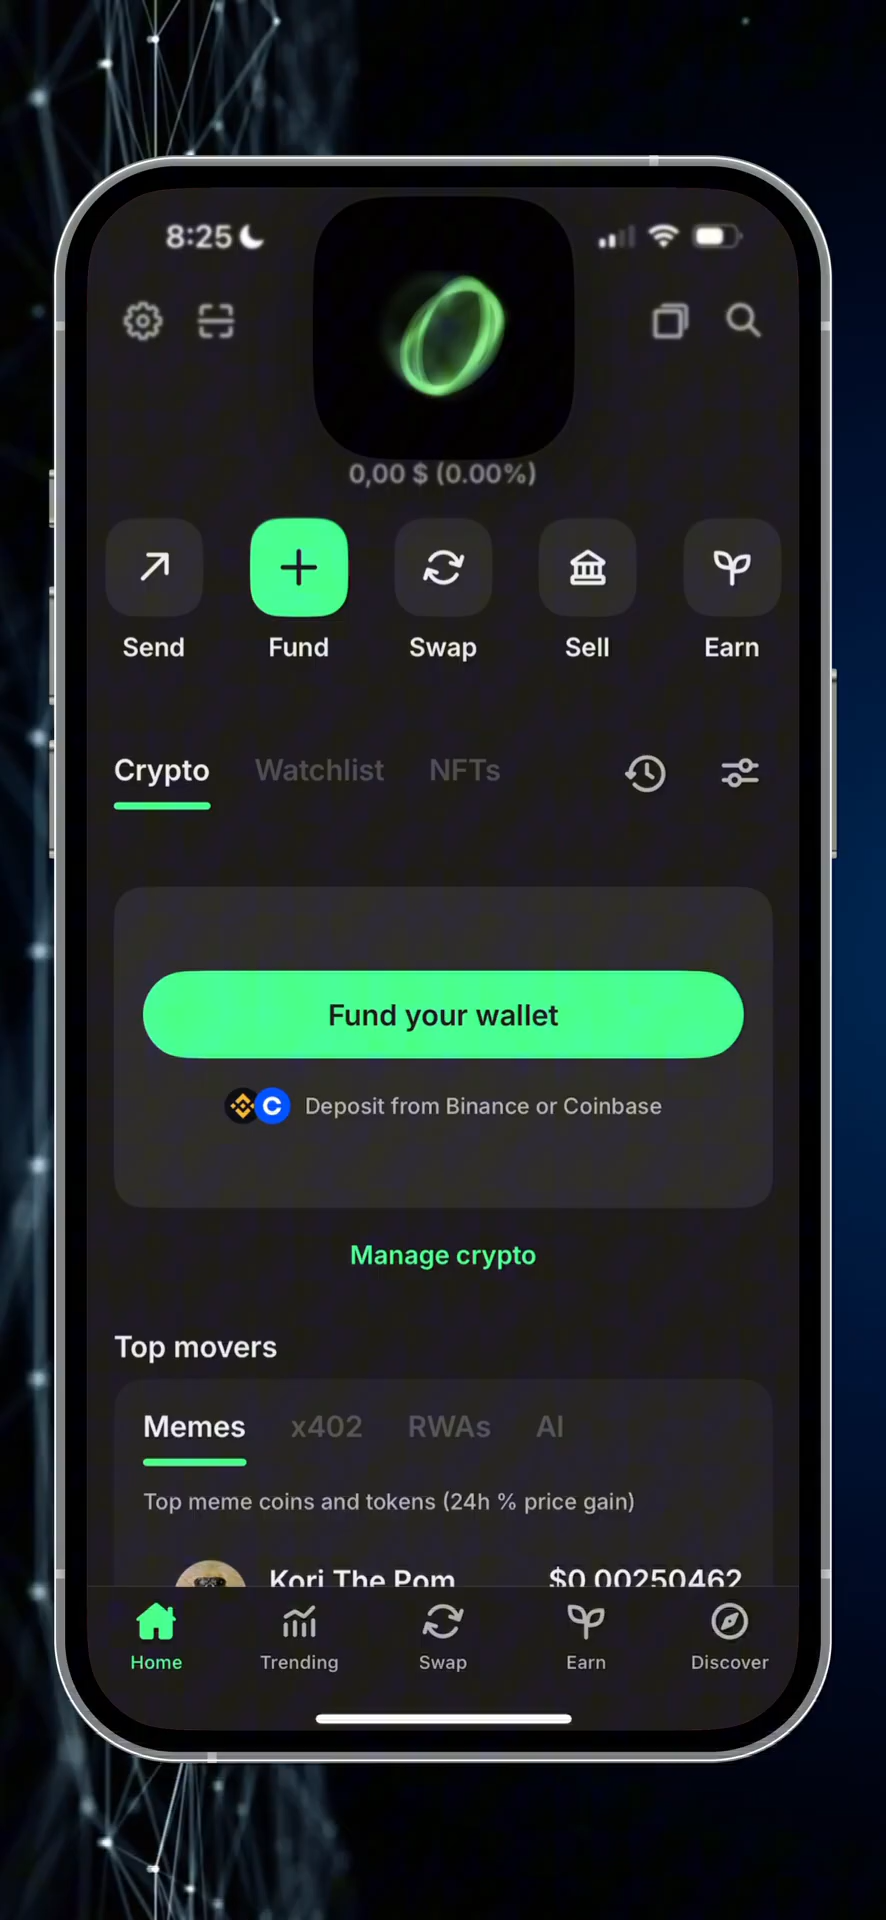 8:25
0,00 $ (0.00%)
Send Fund Swap Sell Earn
Crypto Watchlist NFTs
Fund your wallet
C Deposit from Binance or Coinbase
Manage crypto
Top movers
Memes x402 RWAs AI
Top meme coins and tokens (24h % price gain)
Kori The Pom $0.00250462
Home Trending Swap Earn Discover